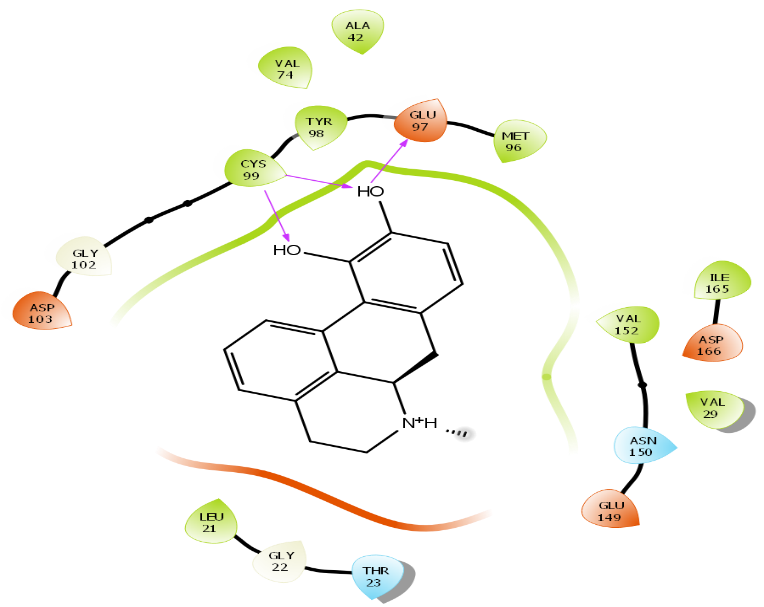 ALA
42
VAL
74
TYR
98
GLU
97
MET
96
CYS
99
HO
HO
GLY
102
ASP
103
ILE
165
VAL
152
ASP
166
VAL
29
N+H
ASN
150
GLU
149
LEU
21
GLY
22
THR
23